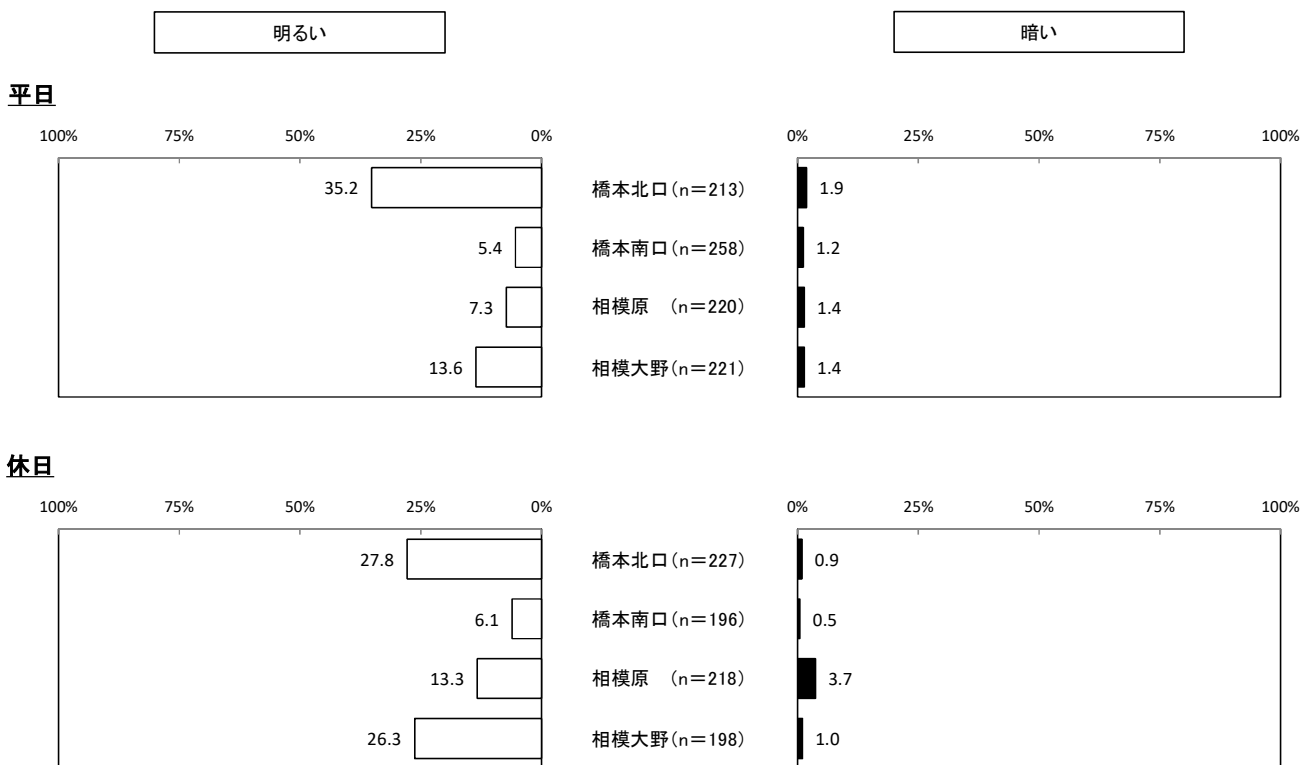 明るい 暗い
平日
100% 75% 50% 25% 0% 0% 25% 50% 75% 100%
35.2 橋本北口(n＝213) 1.9
5.4 橋本南口(n＝258) 1.2
7.3 相模原　(n＝220) 1.4
13.6 相模大野(n＝221) 1.4
休日
100% 75% 50% 25% 0% 0% 25% 50% 75% 100%
27.8 橋本北口(n＝227) 0.9
6.1 橋本南口(n＝196) 0.5
13.3 相模原　(n＝218) 3.7
26.3 相模大野(n＝198) 1.0